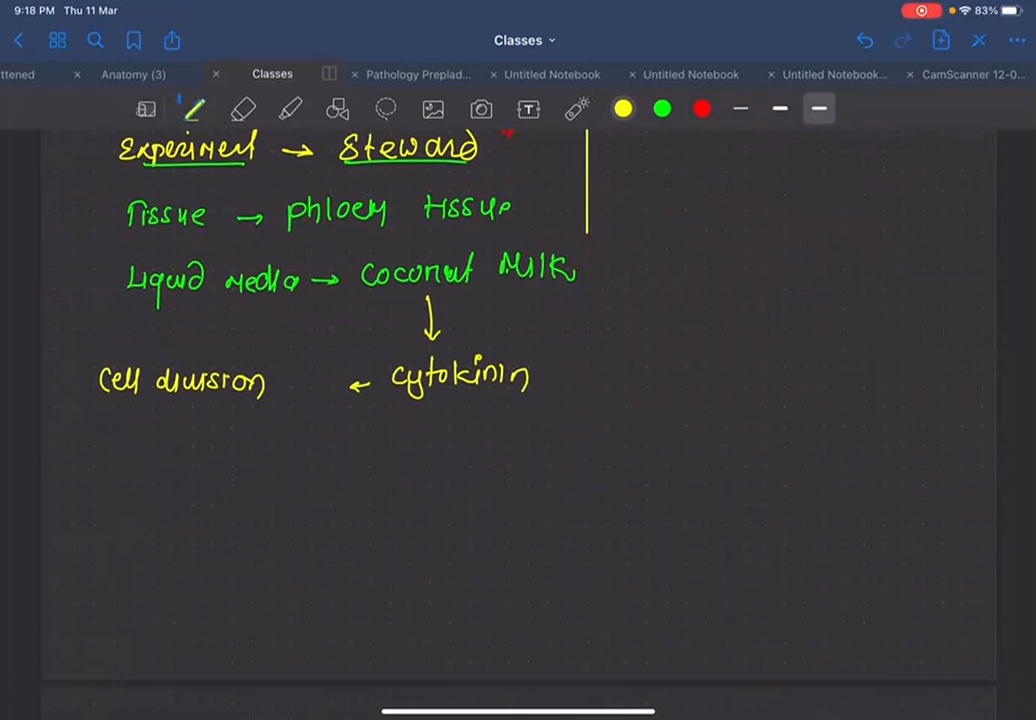 9:18 PM Thu 11 Mar
83%
Classes
ttened
Anatomy (3)
Classes
Pathology Preplad...
Untitled Notebook
Untitled Notebook
Untitled Notebook...
CamScanner 12-0...
Experiment → Steward
Tissue → phloem tissue
Liquid media → Coconut Milk
↓
Cell division ← cytokinin